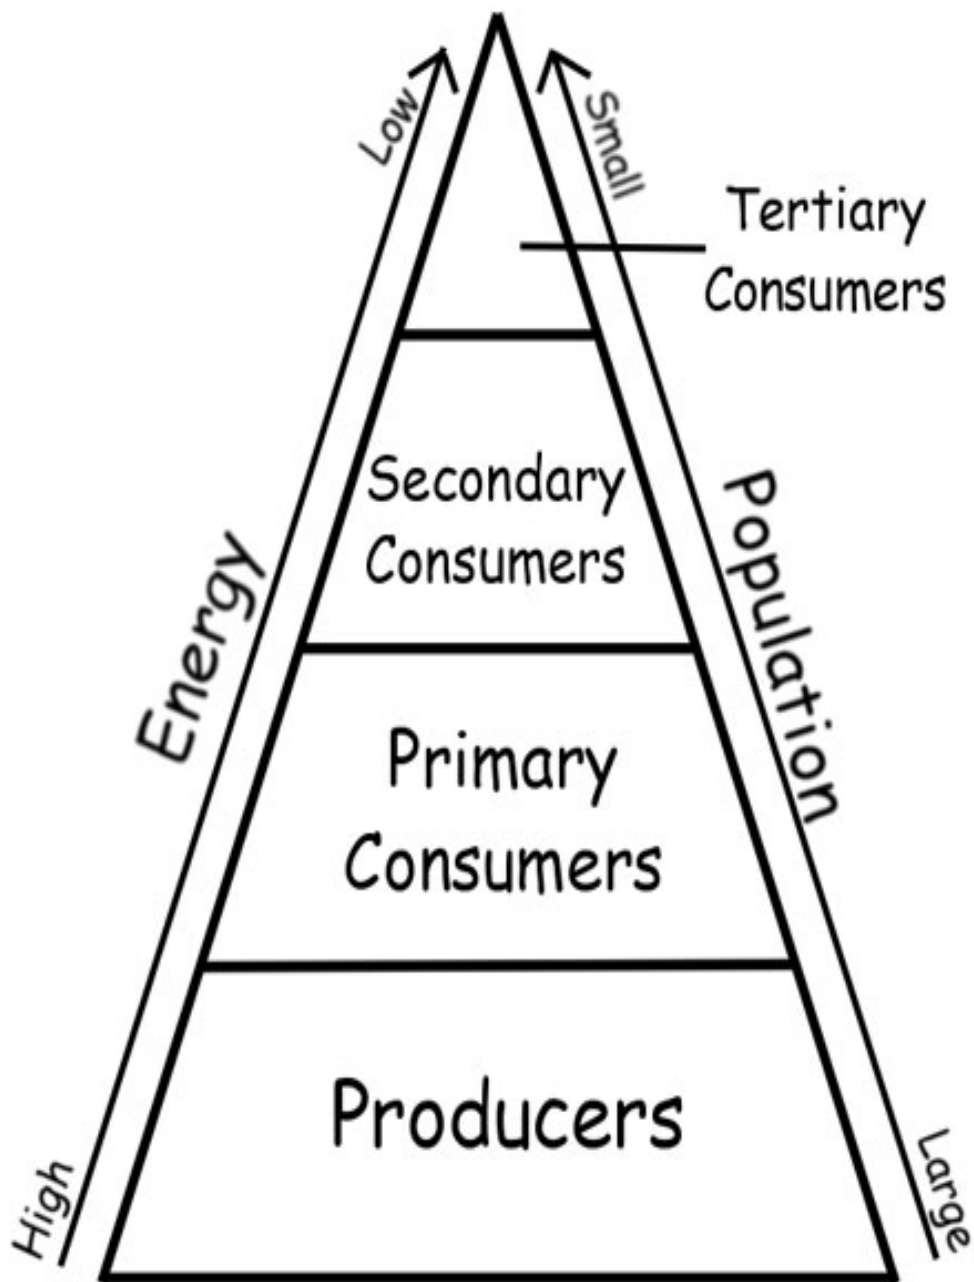 Low
Small
Tertiary
Consumers
Secondary
Consumers
Energy
Population
Primary
Consumers
Producers
High
Large